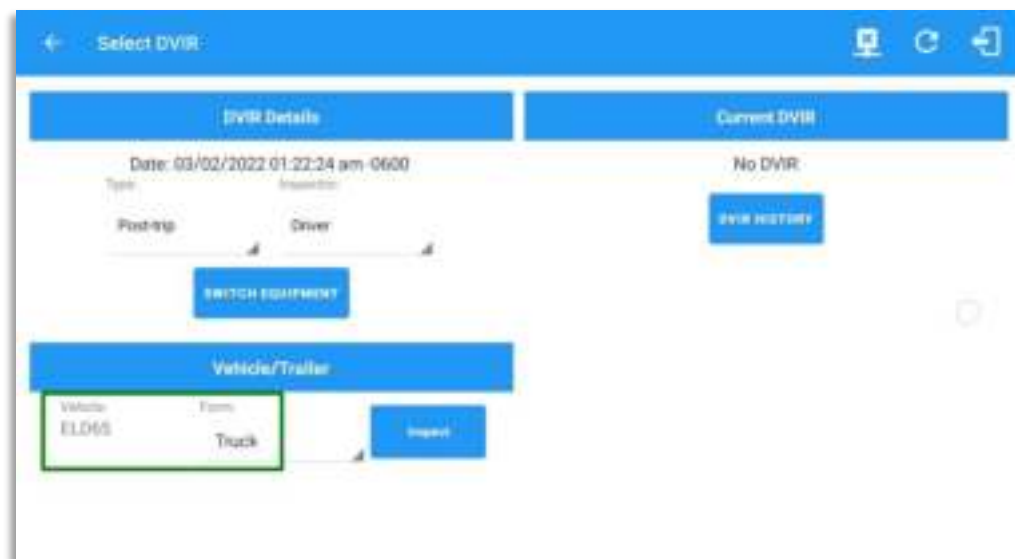 Select DVIR
DVIR Details
Date: 03/02/2022 01:22:24 am -0600
Type:
Inspector:
Post-trip
Driver
SWITCH EQUIPMENT
Vehicle/Trailer
Vehicle:
Form:
ELD65
Truck
Inspect
Current DVIR
No DVIR
DVIR HISTORY